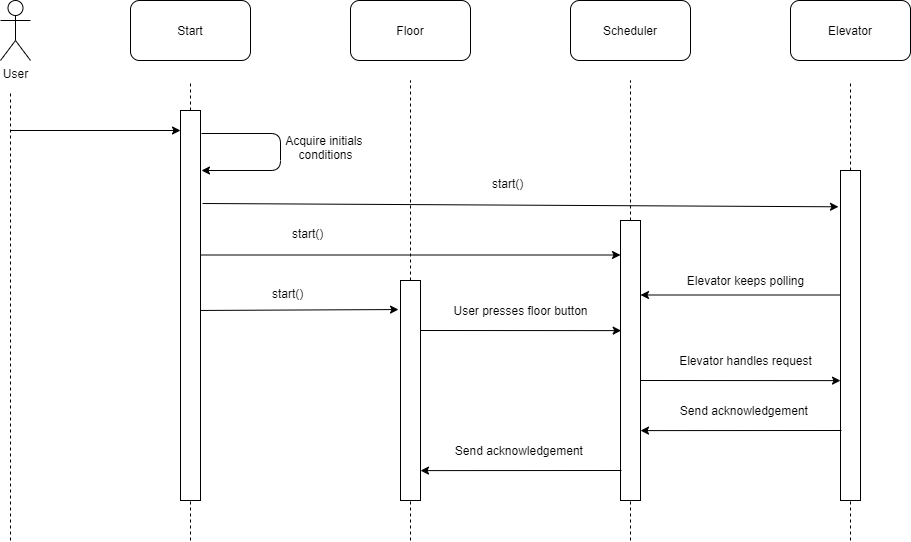 Start
Floor
Scheduler
Elevator
User
Acquire initials
conditions
start()
start()
Elevator keeps polling
start()
User presses floor button
Elevator handles request
Send acknowledgement
Send acknowledgement